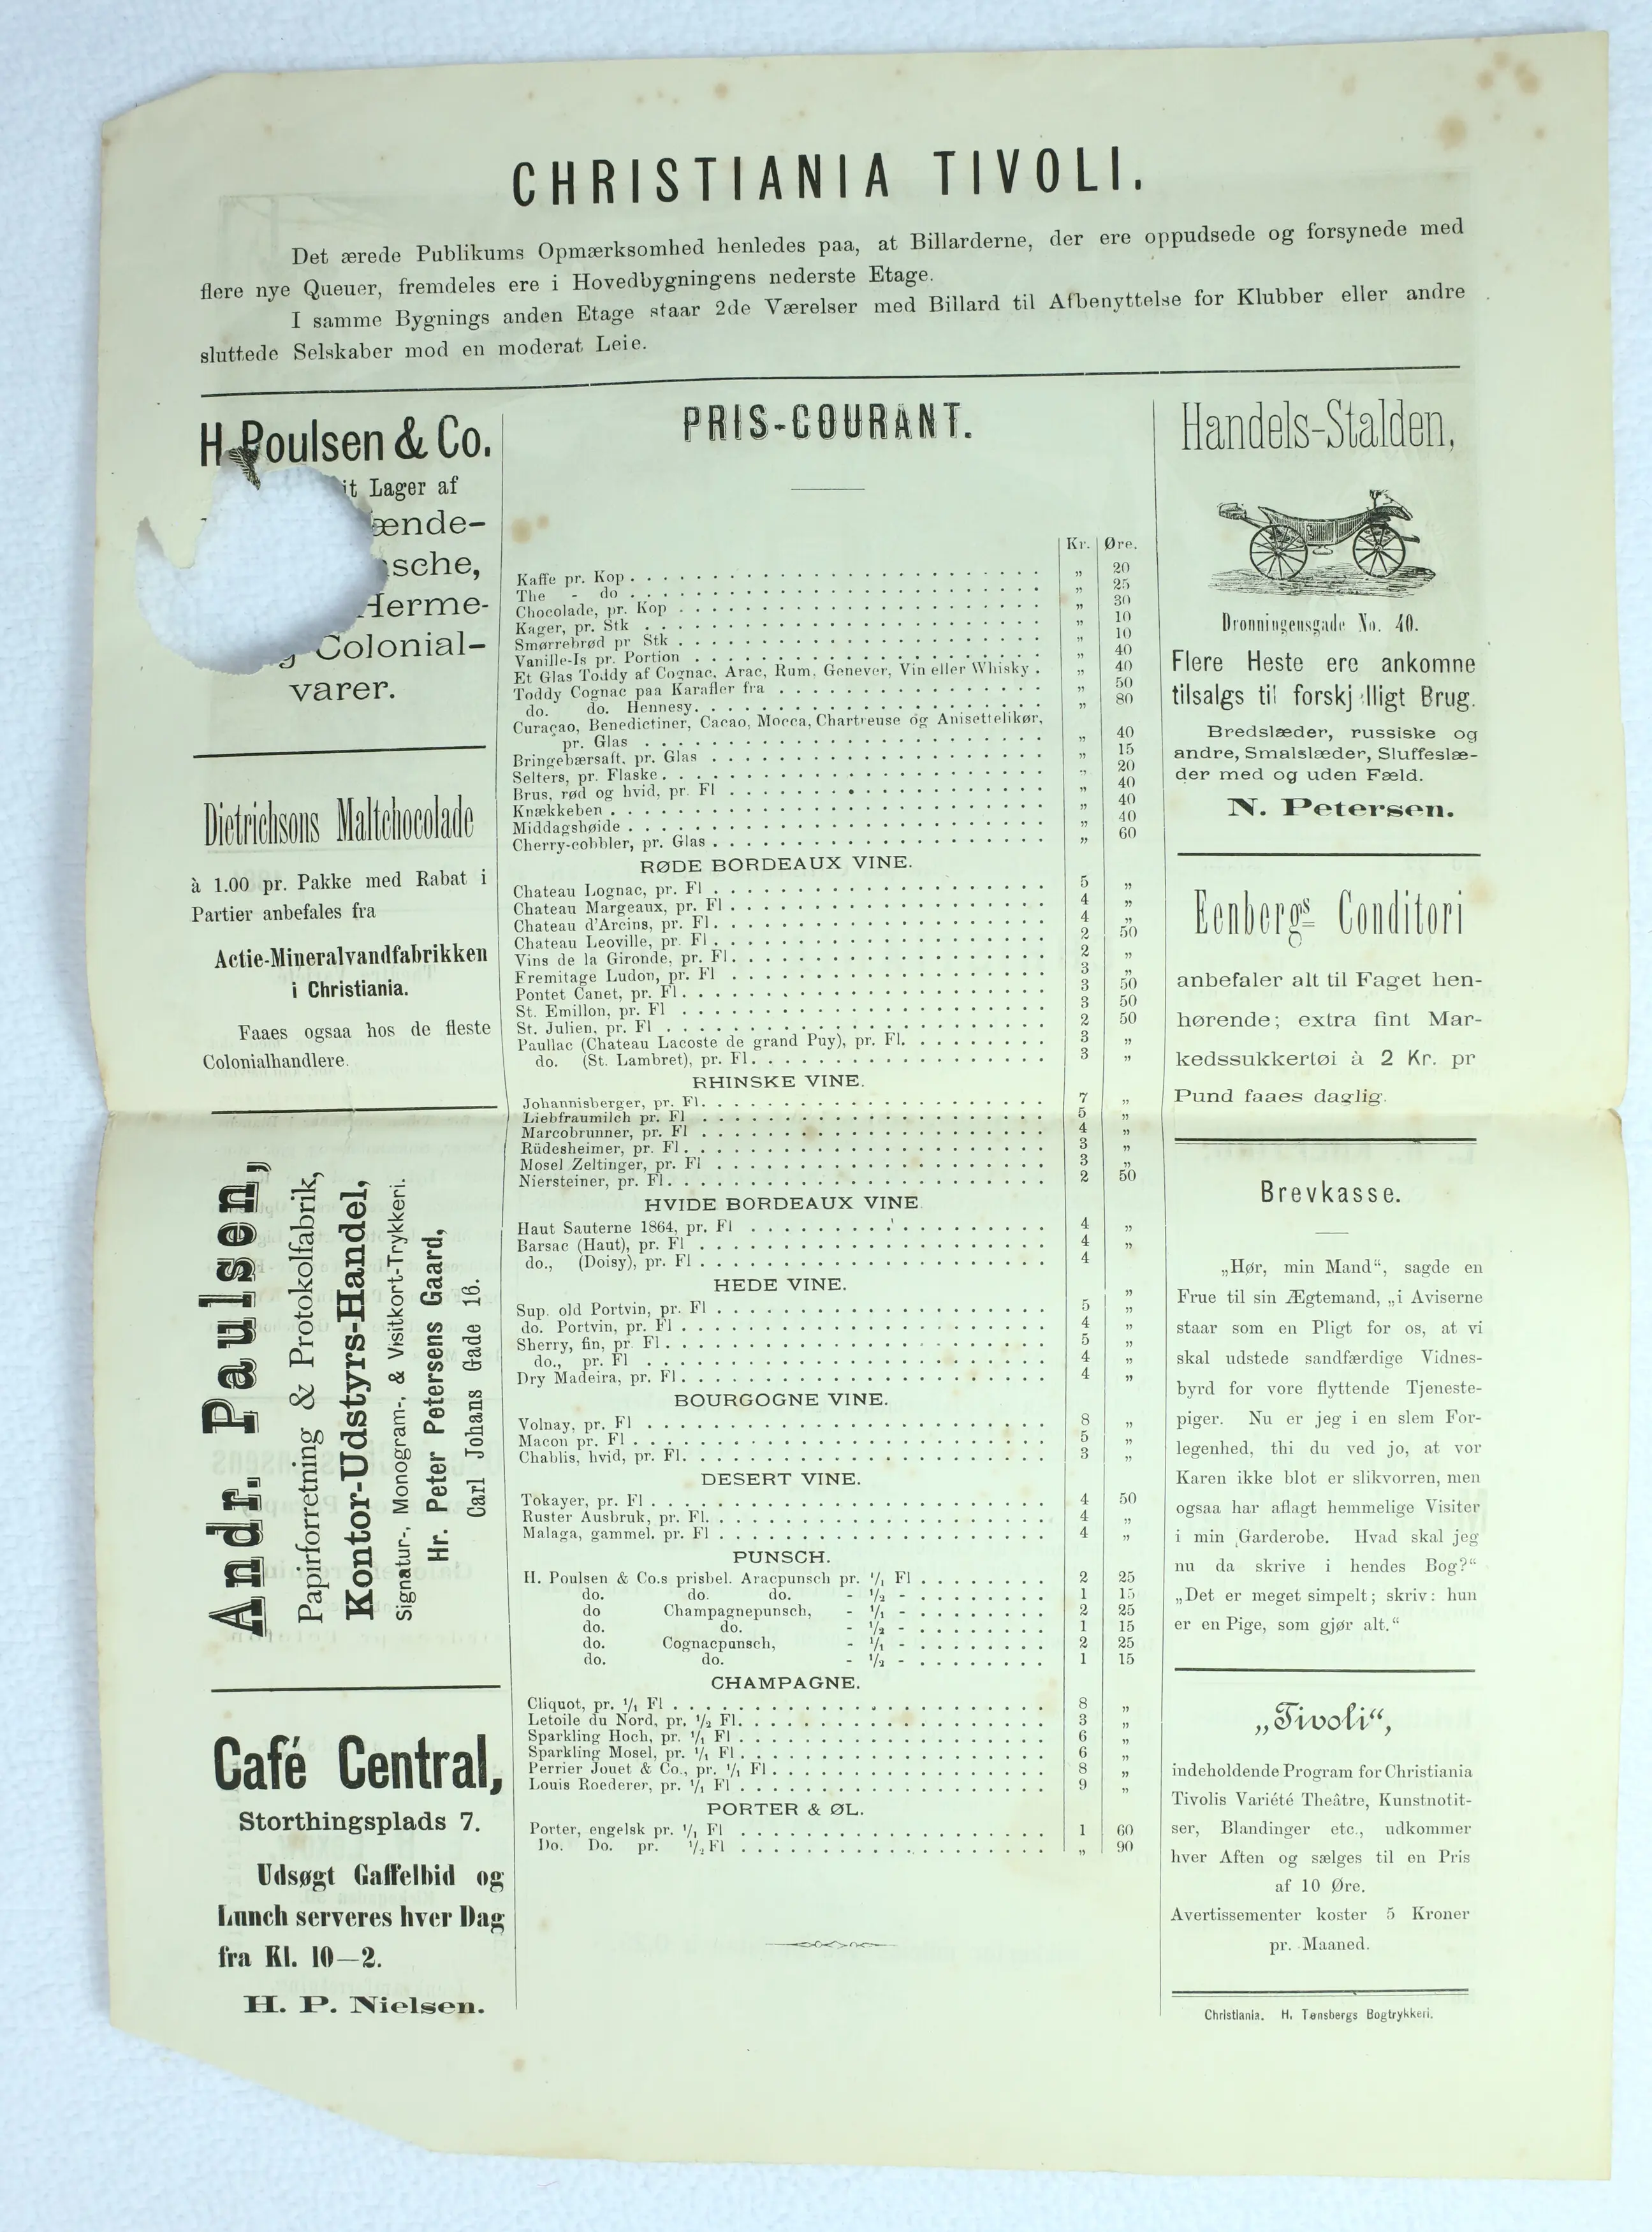 CHRISTIANIA TIVOLI.
Det ærede Publikums Opmærksomhed henledes paa, at Billarderne, der ere oppudsede og forsynede med
flere nye Queuer, fremdeles ere i Hovedbygningens nederste Etage.
I samme Bygnings anden Etage staar 2de Værelser med Billard til Afbenyttelse for Klubber eller andre
sluttede Selskaber mod en moderat Leie.
H. Poulsen & Co.
Lager af
ende-
sche,
Herme-
Colonial-
varer.
Dietrichsons Maltchocolade
à 1.00 pr. Pakke med Rabat i
Partier anbefales fra
Actie-Mineralvandfabrikken
i Christiania.
Faaes ogsaa hos de fleste
Colonialhandlere.
Andr. Paulsen,
Papirforretning & Protokolfabrik,
Kontor-Udstyrs-Handel,
Signatur-, Monogram-, & Visitkort-Trykkeri.
Hr. Peter Petersens Gaard,
Carl Johans Gade 16.
Café Central,
Storthingsplads 7.
Udsøgt Gaffelbid og
Lunch serveres hver Dag
fra Kl. 10—2.
H. P. Nielsen.
PRIS-COURANT.
Kr. Øre.
Kaffe pr. Kop . . . „ 20
The - do . . . „ 25
Chocolade, pr. Kop . . . „ 30
Kager, pr. Stk . . . „ 10
Smørrebrød pr Stk . . . „ 10
Vanille-Is pr. Portion . . . „ 40
Et Glas Toddy af Cognac, Arac, Rum, Genever, Vin eller Whisky . „ 40
Toddy Cognac paa Karafler fra . . . „ 50
do. do. Hennesy. . . . „ 80
Curaçao, Benedictiner, Cacao, Mocca, Chartreuse og Anisettelikør,
pr. Glas . . . „ 40
Bringebærsaft, pr. Glas . . . „ 15
Selters, pr. Flaske . . . „ 20
Brus, rød og hvid, pr. Fl . . . „ 40
Knækkeben . . . „ 40
Middagshøide . . . „ 40
Cherry-cobbler, pr. Glas . . . „ 60
RØDE BORDEAUX VINE.
Chateau Lognac, pr. Fl . . . 5 „
Chateau Margeaux, pr. Fl . . . 4 „
Chateau d'Arcins, pr. Fl . . . 4 „
Chateau Leoville, pr. Fl . . . 2 50
Vins de la Gironde, pr. Fl . . . 2 „
Fremitage Ludon, pr. Fl . . . 3 „
Pontet Canet, pr. Fl . . . 3 50
St. Emillon, pr. Fl . . . 3 50
St. Julien, pr. Fl . . . 2 50
Paullac (Chateau Lacoste de grand Puy), pr. Fl. . . . 3 „
do. (St. Lambret), pr. Fl . . . 3 „
RHINSKE VINE.
Johannisberger, pr. Fl . . . 7 „
Liebfraumilch pr. Fl . . . 5 „
Marcobrunner, pr. Fl . . . 4 „
Rüdesheimer, pr. Fl . . . 3 „
Mosel Zeltinger, pr. Fl . . . 3 „
Niersteiner, pr. Fl . . . 2 50
HVIDE BORDEAUX VINE
Haut Sauterne 1864, pr. Fl . . . 4 „
Barsac (Haut), pr. Fl . . . 4 „
do., (Doisy), pr. Fl . . . 4 „
HEDE VINE.
Sup. old Portvin, pr. Fl . . . 5 „
do. Portvin, pr. Fl . . . 4 „
Sherry, fin, pr. Fl . . . 5 „
do., pr. Fl . . . 4 „
Dry Madeira, pr. Fl . . . 4 „
BOURGOGNE VINE.
Volnay, pr. Fl . . . 8 „
Macon pr. Fl . . . 5 „
Chablis, hvid, pr. Fl . . . 3 „
DESERT VINE.
Tokayer, pr. Fl . . . 4 50
Ruster Ausbruk, pr. Fl. . . . 4 „
Malaga, gammel. pr. Fl . . . 4 „
PUNSCH.
H. Poulsen & Co.s prisbel. Aracpunsch pr. 1/1 Fl . . . 2 25
do. do. do. - 1/2 - . . . 1 15
do Champagnepunsch, - 1/1 - . . . 2 25
do. do. - 1/2 - . . . 1 15
do. Cognacpunsch, - 1/1 - . . . 2 25
do. do. - 1/2 - . . . 1 15
CHAMPAGNE.
Cliquot, pr. 1/1 Fl . . . 8 „
Letoile du Nord, pr. 1/2 Fl . . . 3 „
Sparkling Hoch, pr. 1/1 Fl . . . 6 „
Sparkling Mosel, pr. 1/1 Fl . . . 6 „
Perrier Jouet & Co., pr. 1/1 Fl . . . 8 „
Louis Roederer, pr. 1/1 Fl . . . 9 „
PORTER & ØL.
Porter, engelsk pr. 1/1 Fl . . . 1 60
Do. Do. pr. 1/2 Fl . . . „ 90
Handels-Stalden,
Dronningensgade No. 40.
Flere Heste ere ankomne
tilsalgs til forskj lligt Brug.
Bredslæder, russiske og
andre, Smalslæder, Sluffeslæ-
der med og uden Fæld.
N. Petersen.
Eenbergs Conditori
anbefaler alt til Faget hen-
hørende; extra fint Mar-
kedssukkertøi à 2 Kr. pr
Pund faaes daglig.
Brevkasse.
„Hør, min Mand“, sagde en
Frue til sin Ægtemand, „i Aviserne
staar som en Pligt for os, at vi
skal udstede sandfærdige Vidnes-
byrd for vore flyttende Tjeneste-
piger. Nu er jeg i en slem For-
legenhed, thi du ved jo, at vor
Karen ikke blot er slikvorren, men
ogsaa har aflagt hemmelige Visiter
i min Garderobe. Hvad skal jeg
nu da skrive i hendes Bog?“
„Det er meget simpelt; skriv: hun
er en Pige, som gjør alt.“
„Tivoli“,
indeholdende Program for Christiania
Tivolis Variété Theâtre, Kunstnotit-
ser, Blandinger etc., udkommer
hver Aften og sælges til en Pris
af 10 Øre.
Avertissementer koster 5 Kroner
pr. Maaned.
Christiania. H. Tønsbergs Bogtrykkeri.